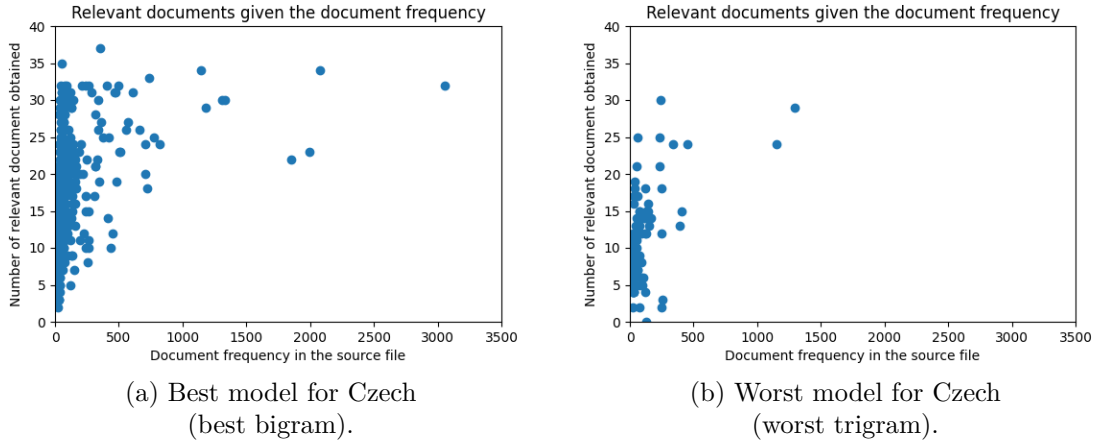 Relevant documents given the document frequency
Number of relevant document obtained
40
35
30
25
20
15
10
5
0
0 500 1000 1500 2000 2500 3000 3500
Document frequency in the source file
(a) Best model for Czech
(best bigram).
Relevant documents given the document frequency
Number of relevant document obtained
40
35
30
25
20
15
10
5
0
0 500 1000 1500 2000 2500 3000 3500
Document frequency in the source file
(b) Worst model for Czech
(worst trigram).